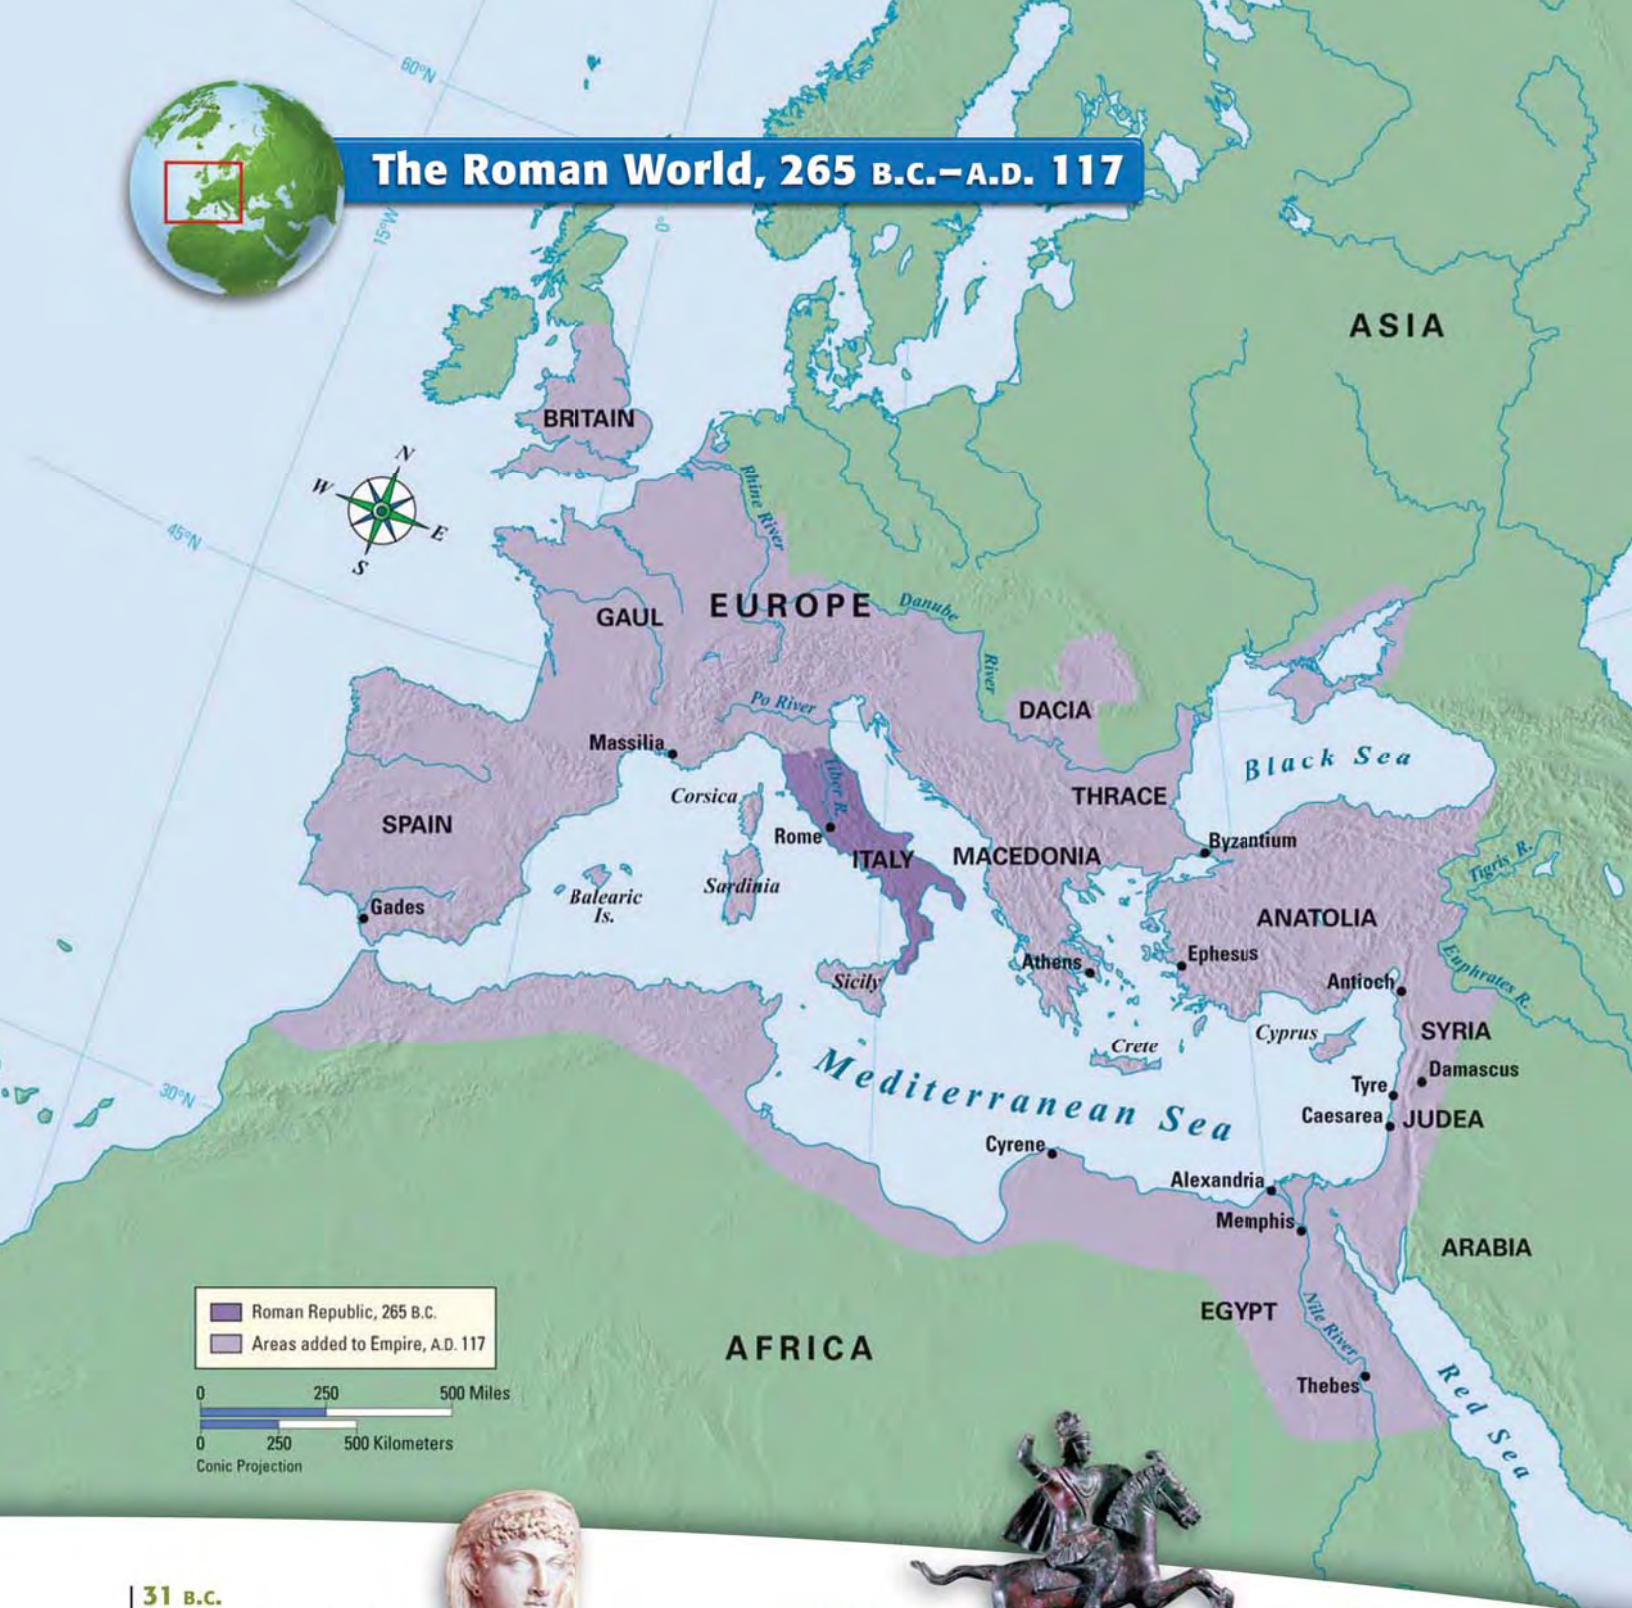 60°N
The Roman World, 265 B.C.–A.D. 117
15°W
0°
ASIA
BRITAIN
N
W
E
S
45°N
Rhine River
GAUL
EUROPE
Danube
River
Po River
DACIA
Massilia
Black Sea
Corsica
Tiber R.
THRACE
SPAIN
Rome
ITALY
MACEDONIA
Byzantium
Tigris R.
Sardinia
Balearic
Is.
Gades
ANATOLIA
Athens
Ephesus
Euphrates R.
Sicily
Antioch
Crete
Cyprus
SYRIA
Mediterranean Sea
Damascus
Tyre
30°N
Caesarea
JUDEA
Cyrene
Alexandria
Memphis
ARABIA
EGYPT
Nile River
Roman Republic, 265 B.C.
Areas added to Empire, A.D. 117
AFRICA
Thebes
Red Sea
0 250 500 Miles
0 250 500 Kilometers
Conic Projection
31 B.C.